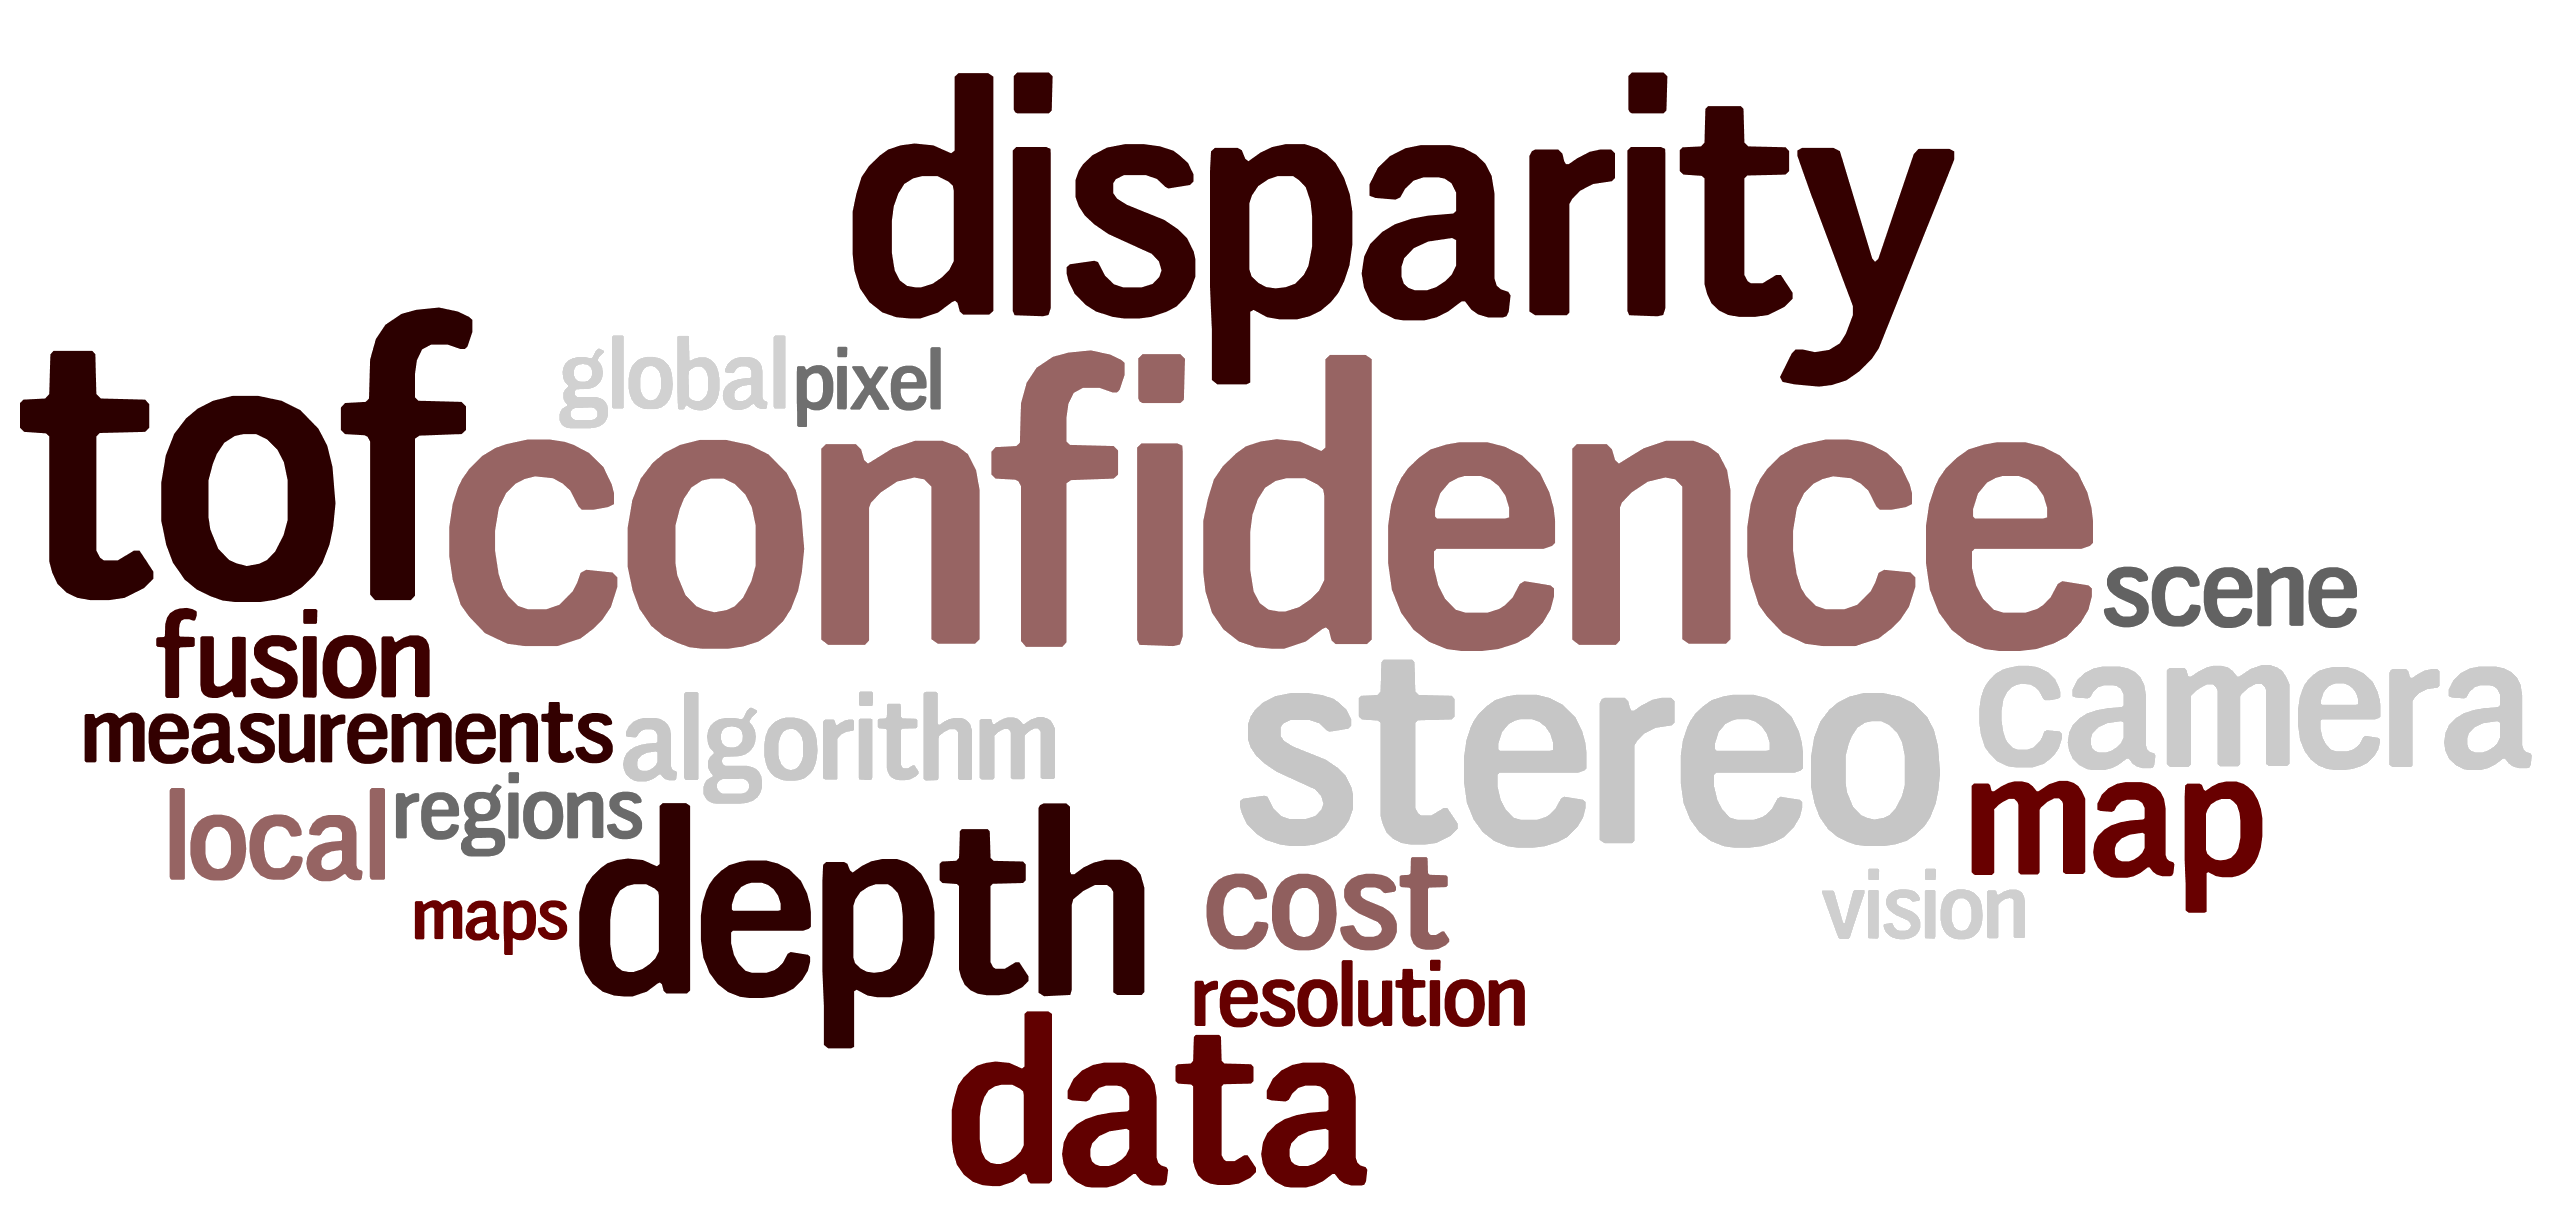 disparity
tof
global
pixel
confidence
scene
fusion
stereo
camera
measurements
algorithm
local
regions
map
maps
depth
cost
vision
resolution
data